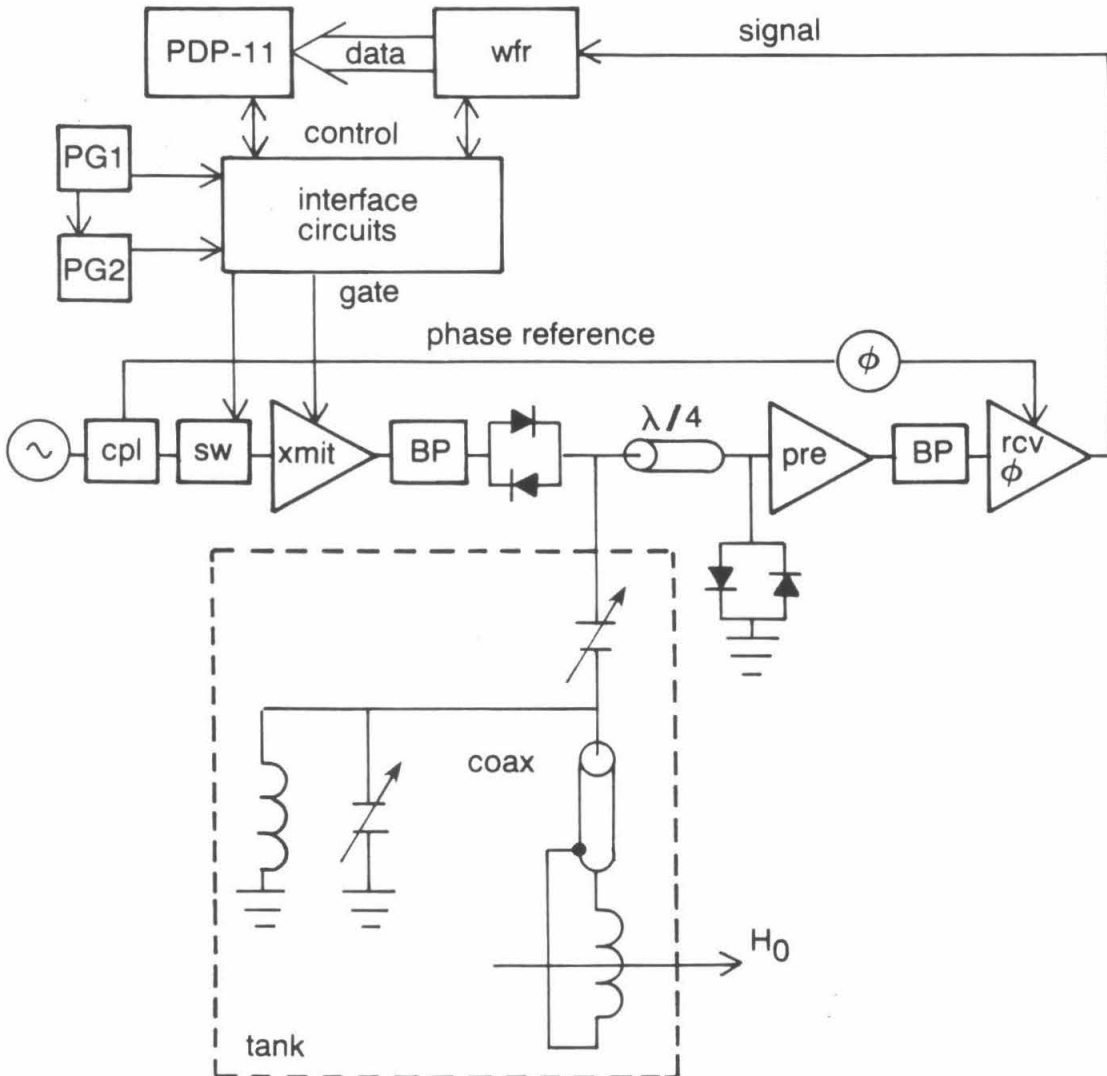 PDP-11
data
wfr
signal
control
PG1
interface
circuits
PG2
gate
phase reference
ϕ
~
cpl
sw
xmit
BP
λ/4
pre
BP
rcv
ϕ
coax
H₀
tank